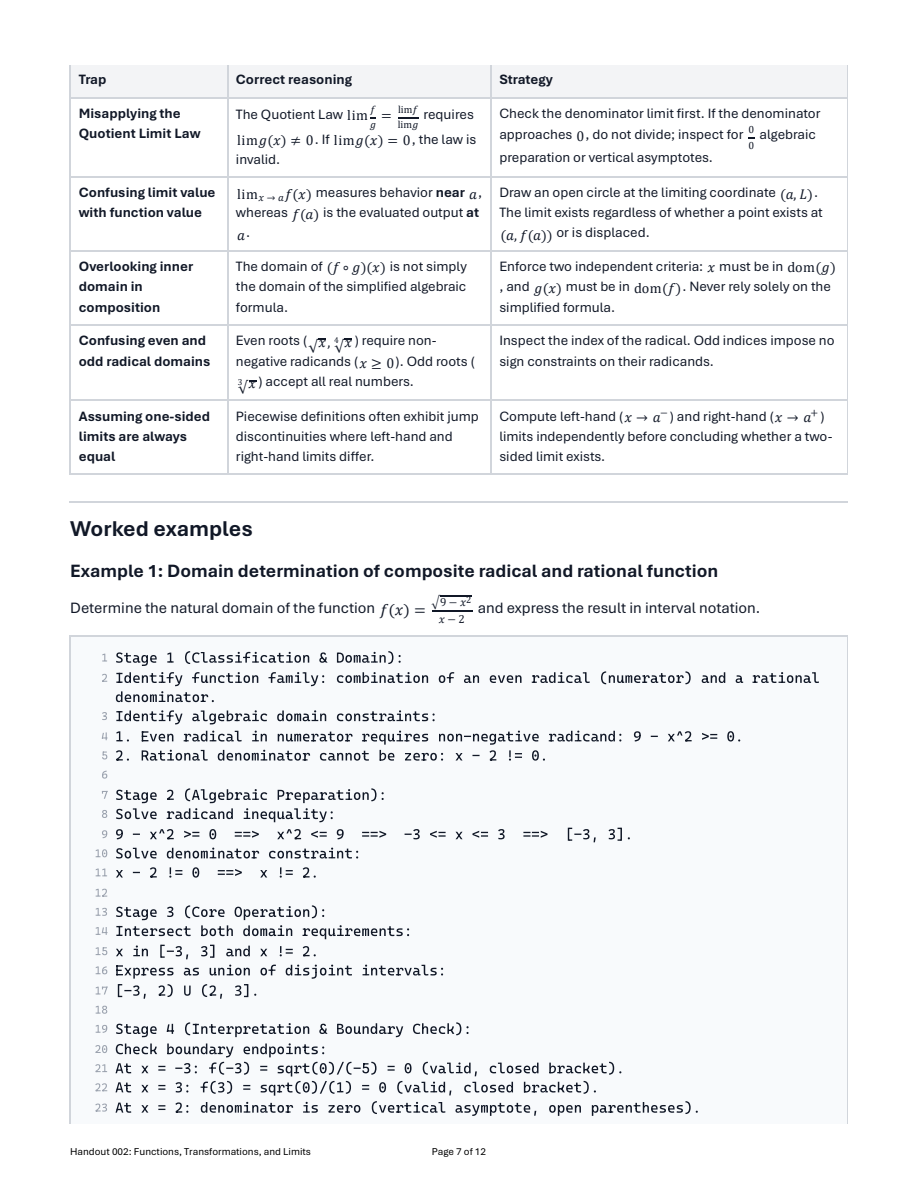 Trap Correct reasoning Strategy
Misapplying the Quotient Limit Law
The Quotient Law lim f/g = limf/limg requires
limg(x) ≠ 0. If limg(x) = 0, the law is
invalid.
Check the denominator limit first. If the denominator
approaches 0, do not divide; inspect for 0/0 algebraic
preparation or vertical asymptotes.
Confusing limit value
with function value
lim_{x → a} f(x) measures behavior near a,
whereas f(a) is the evaluated output at
a.
Draw an open circle at the limiting coordinate (a, L).
The limit exists regardless of whether a point exists at
(a, f(a)) or is displaced.
Overlooking inner
domain in
composition
The domain of (f ∘ g)(x) is not simply
the domain of the simplified algebraic
formula.
Enforce two independent criteria: x must be in dom(g)
, and g(x) must be in dom(f). Never rely solely on the
simplified formula.
Confusing even and
odd radical domains
Even roots (√x, ∜x) require non-
negative radicands (x ≥ 0). Odd roots (
∛x) accept all real numbers.
Inspect the index of the radical. Odd indices impose no
sign constraints on their radicands.
Assuming one-sided
limits are always
equal
Piecewise definitions often exhibit jump
discontinuities where left-hand and
right-hand limits differ.
Compute left-hand (x → a⁻) and right-hand (x → a⁺)
limits independently before concluding whether a two-
sided limit exists.
Worked examples
Example 1: Domain determination of composite radical and rational function
Determine the natural domain of the function f(x) = √(9 − x²)/(x − 2) and express the result in interval notation.
1 Stage 1 (Classification & Domain):
2 Identify function family: combination of an even radical (numerator) and a rational
denominator.
3 Identify algebraic domain constraints:
4 1. Even radical in numerator requires non-negative radicand: 9 - x^2 >= 0.
5 2. Rational denominator cannot be zero: x - 2 != 0.
6
7 Stage 2 (Algebraic Preparation):
8 Solve radicand inequality:
9 9 - x^2 >= 0  ==>  x^2 <= 9  ==>  -3 <= x <= 3  ==>  [-3, 3].
10 Solve denominator constraint:
11 x - 2 != 0  ==>  x != 2.
12
13 Stage 3 (Core Operation):
14 Intersect both domain requirements:
15 x in [-3, 3] and x != 2.
16 Express as union of disjoint intervals:
17 [-3, 2) U (2, 3].
18
19 Stage 4 (Interpretation & Boundary Check):
20 Check boundary endpoints:
21 At x = -3: f(-3) = sqrt(0)/(-5) = 0 (valid, closed bracket).
22 At x = 3: f(3) = sqrt(0)/(1) = 0 (valid, closed bracket).
23 At x = 2: denominator is zero (vertical asymptote, open parentheses).
Handout 002: Functions, Transformations, and Limits Page 7 of 12